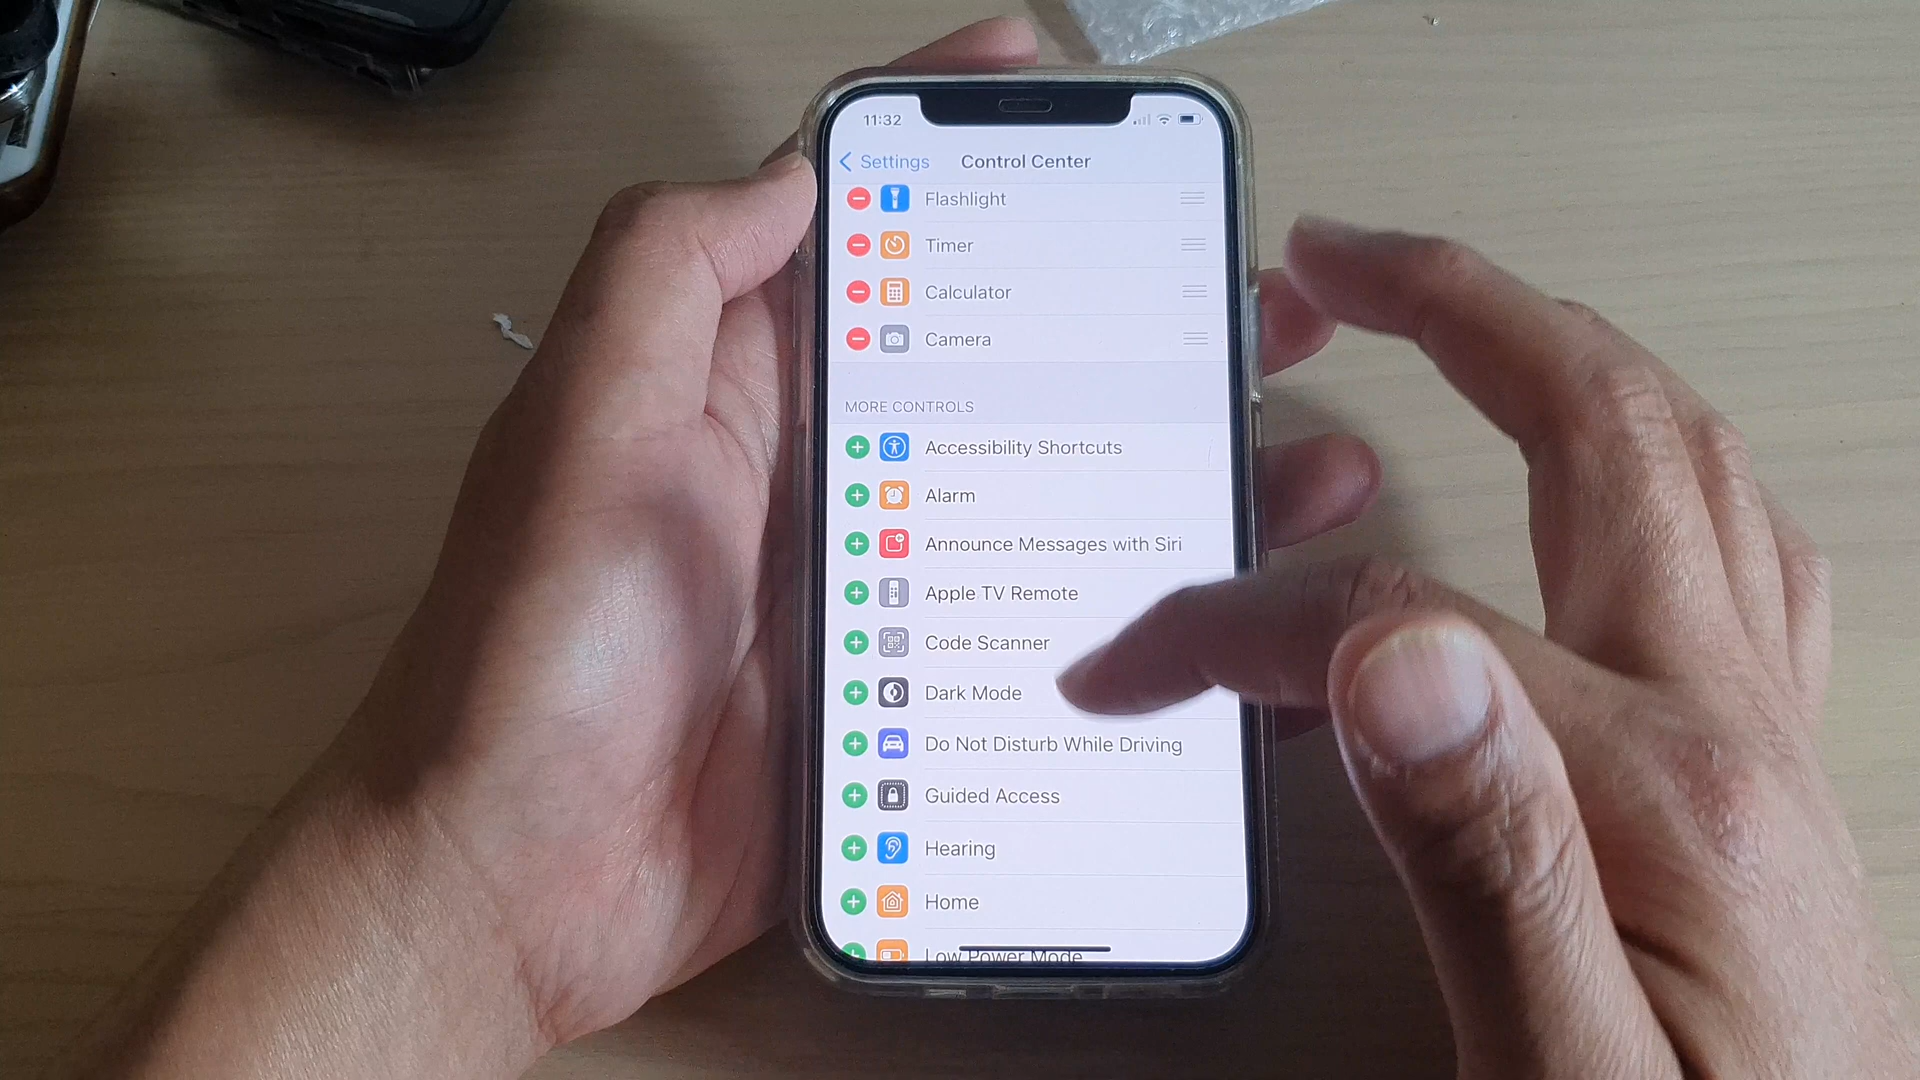 11:32
Settings Control Center
Flashlight
Timer
Calculator
Camera
MORE CONTROLS
Accessibility Shortcuts
Alarm
Announce Messages with Siri
Apple TV Remote
Code Scanner
Dark Mode
Do Not Disturb While Driving
Guided Access
Hearing
Home
Low Power Mode